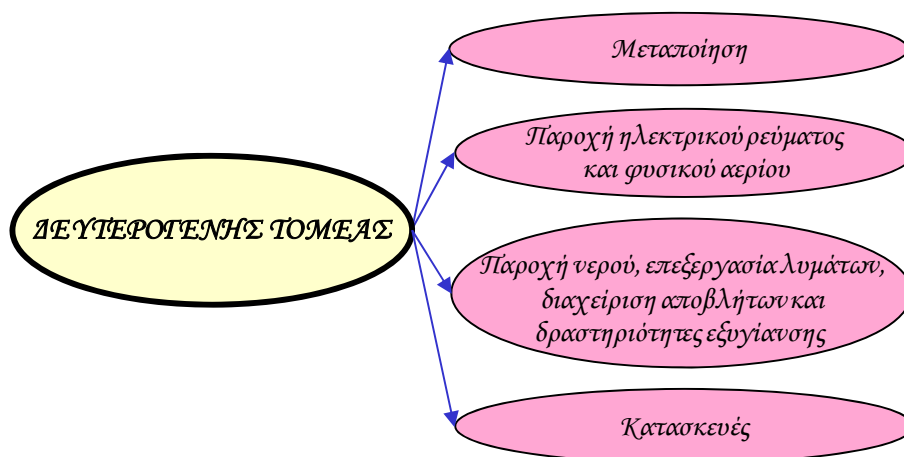 Μεταποίηση
Παροχή ηλεκτρικού ρεύματος
και φυσικού αερίου
ΔΕΥΤΕΡΟΓΕΝΗΣ ΤΟΜΕΑΣ
Παροχή νερού, επεξεργασία λυμάτων,
διαχείριση αποβλήτων και
δραστηριότητες εξυγίανσης
Κατασκευές